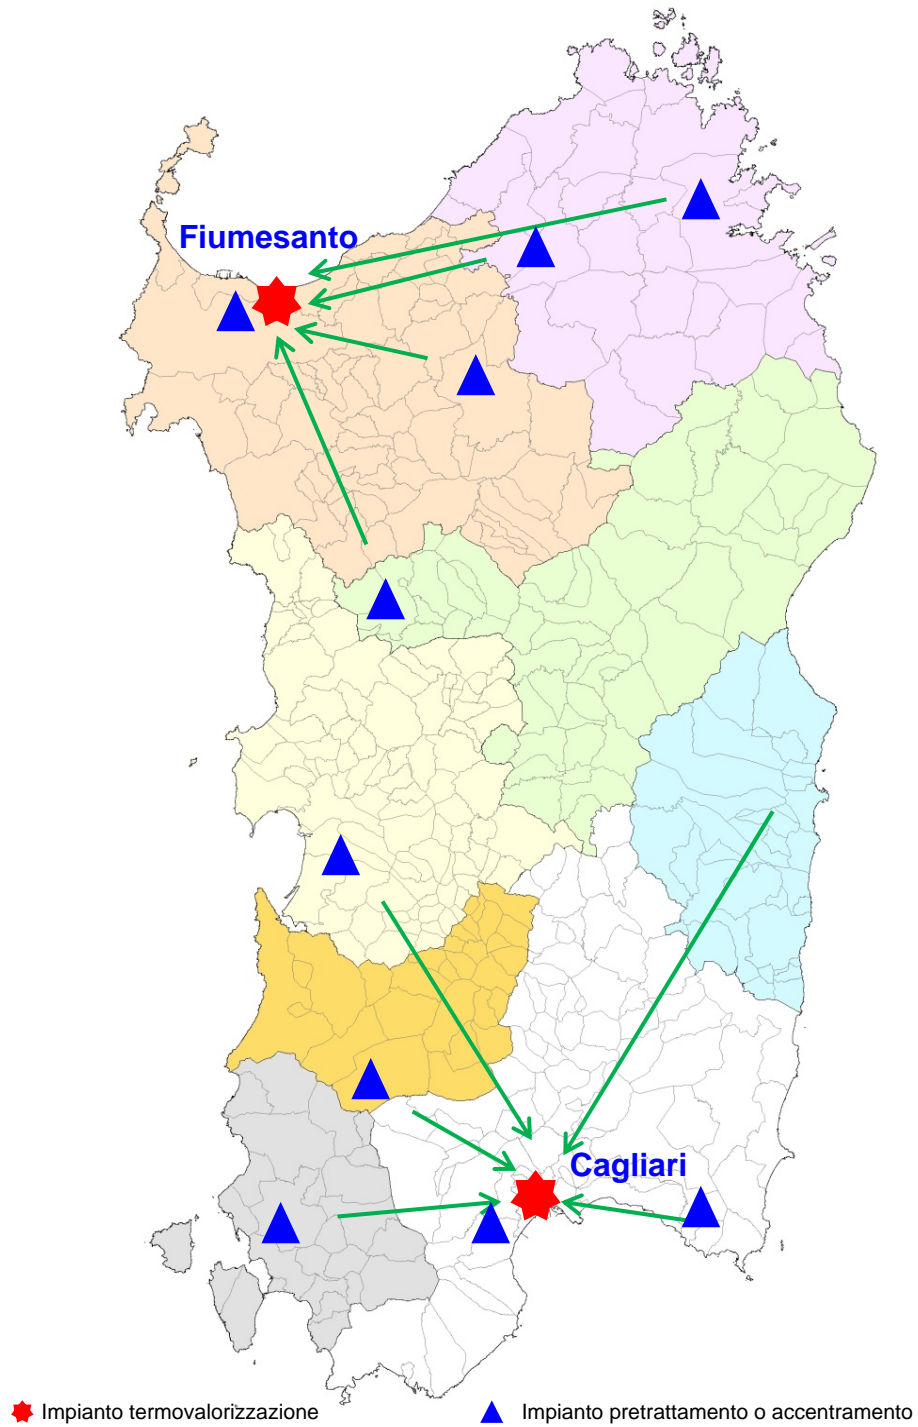 Fiumesanto
Cagliari
Impianto termovalorizzazione
Impianto pretrattamento o accentramento